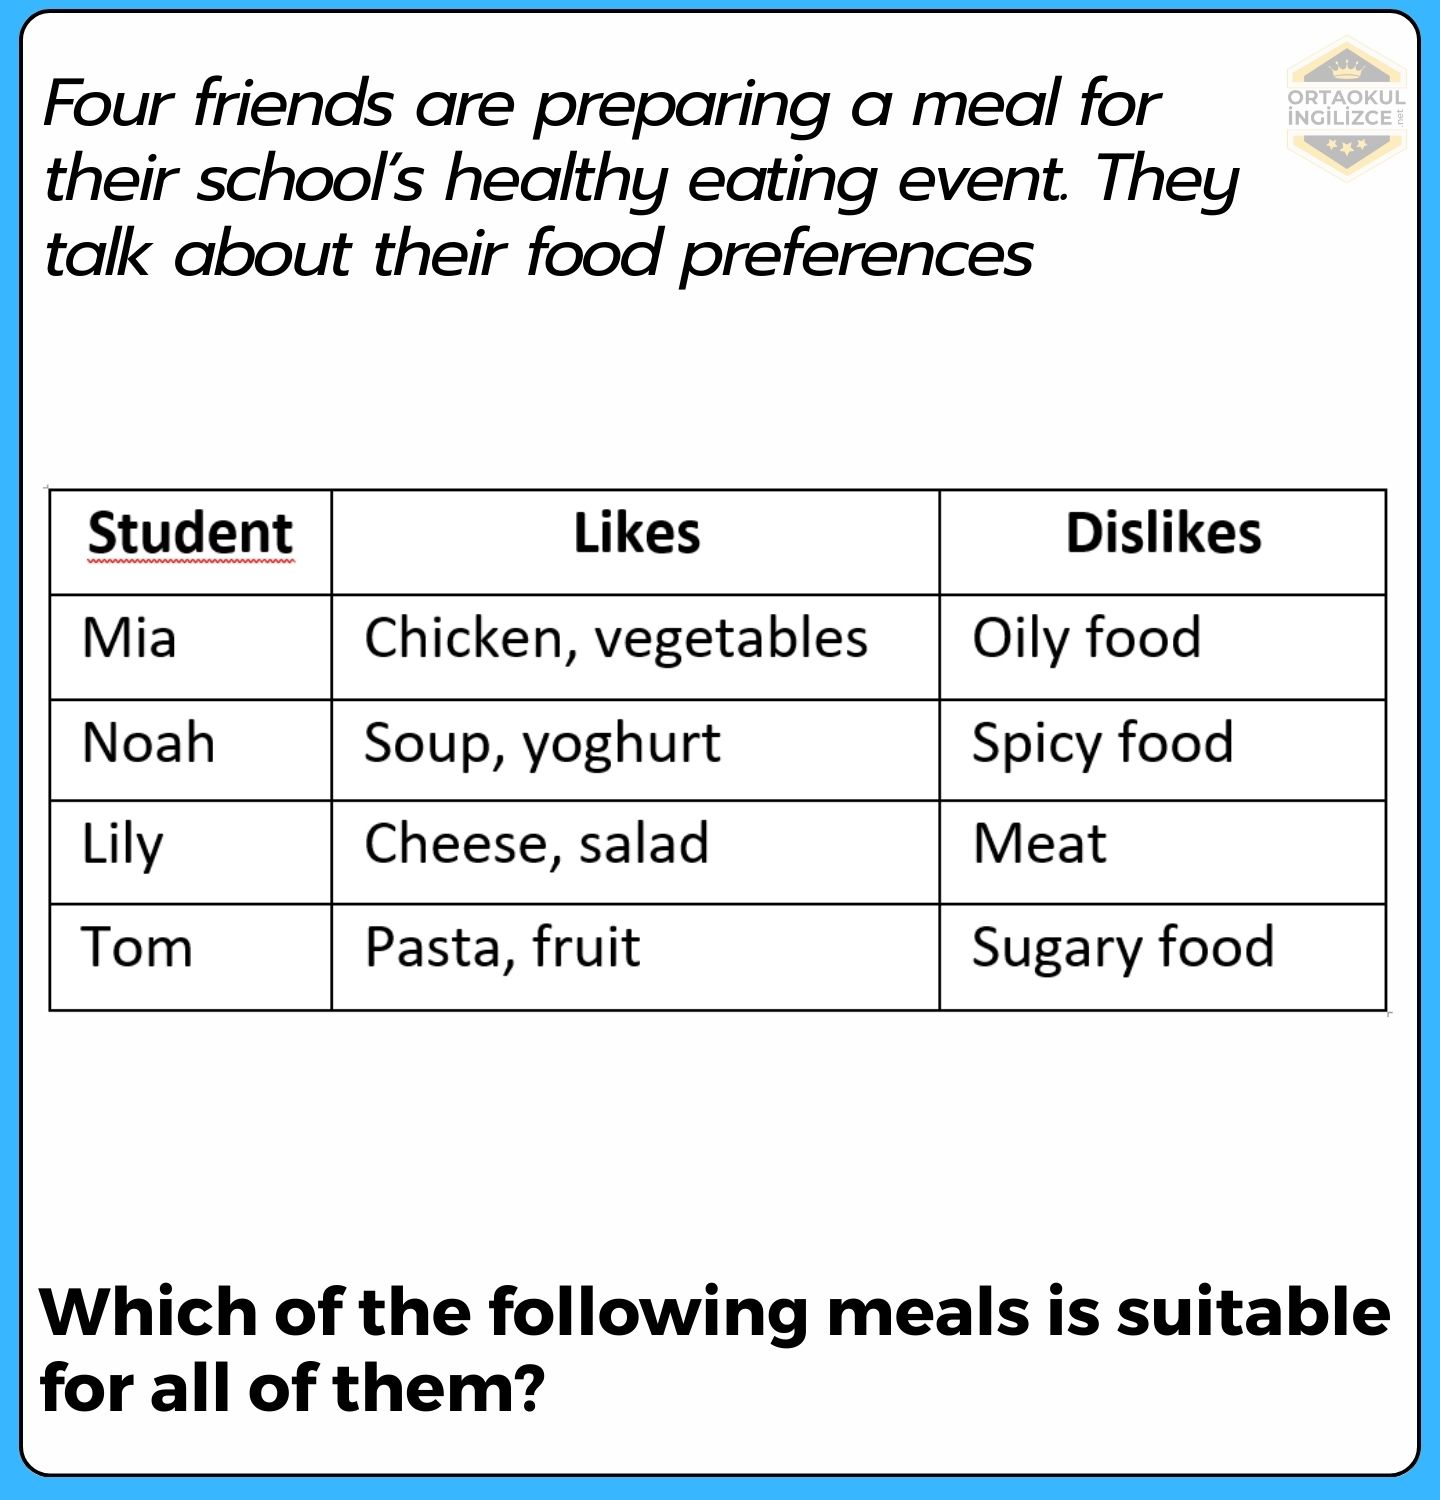 Four friends are preparing a meal for
their school's healthy eating event. They
talk about their food preferences
ORTAOKUL
İNGİLİZCE
.net
Student Likes Dislikes
Mia Chicken, vegetables Oily food
Noah Soup, yoghurt Spicy food
Lily Cheese, salad Meat
Tom Pasta, fruit Sugary food
Which of the following meals is suitable
for all of them?